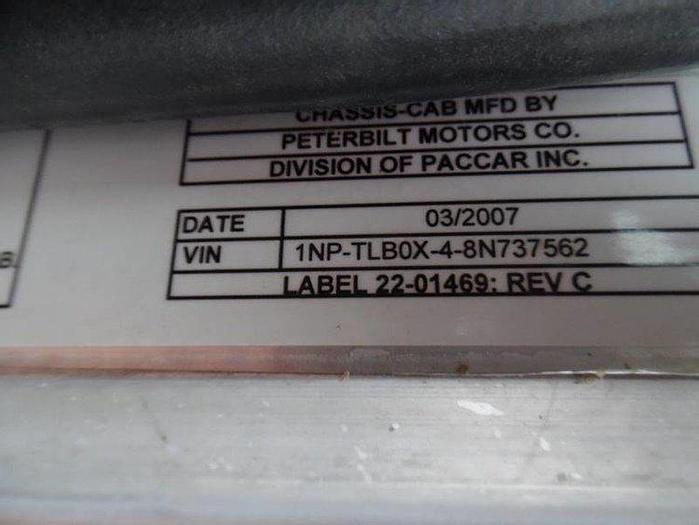 CHASSIS-CAB MFD BY
PETERBILT MOTORS CO.
DIVISION OF PACCAR INC.
DATE 03/2007
VIN 1NP-TLB0X-4-8N737562
LABEL 22-01469: REV C
B.